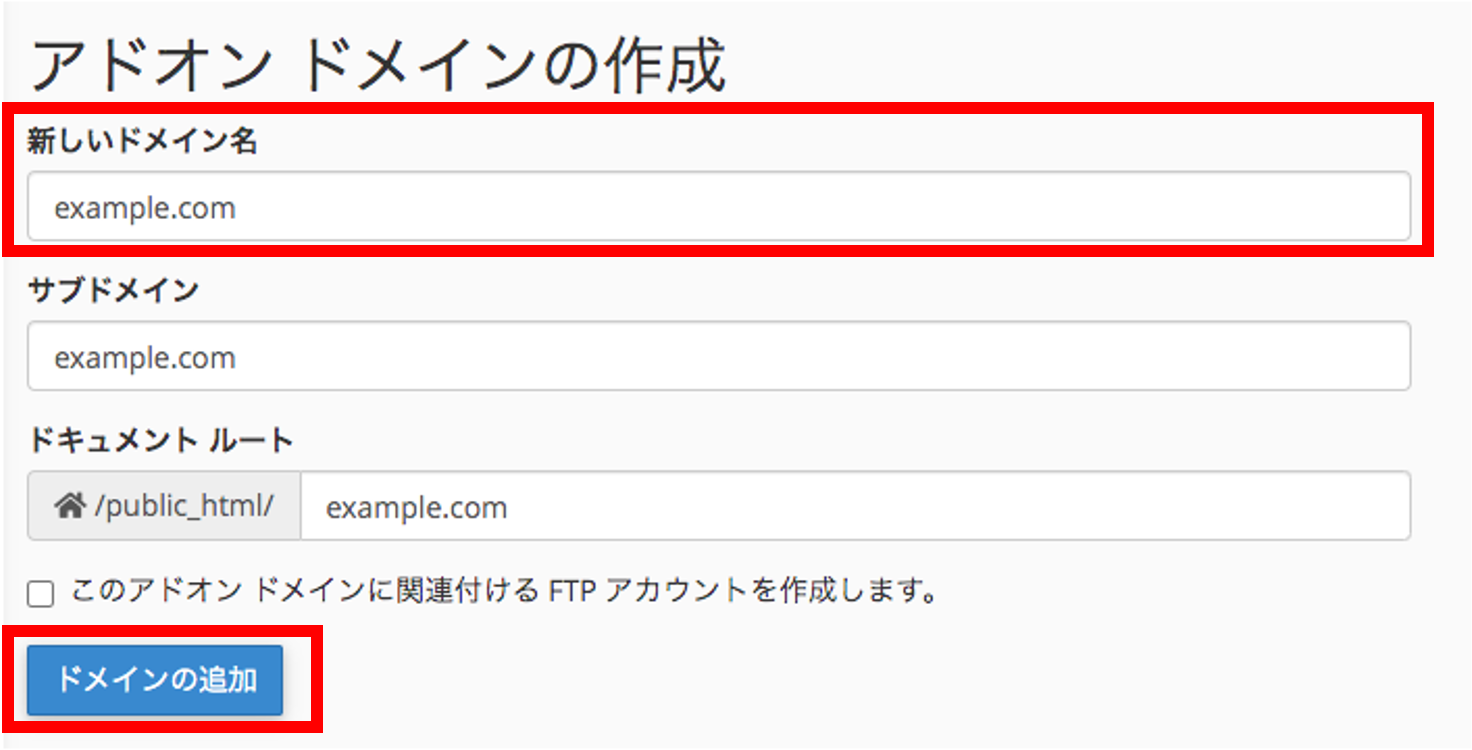 アドオン ドメインの作成
新しいドメイン名
example.com
サブドメイン
example.com
ドキュメント ルート
/public_html/ example.com
このアドオン ドメインに関連付ける FTP アカウントを作成します。
ドメインの追加